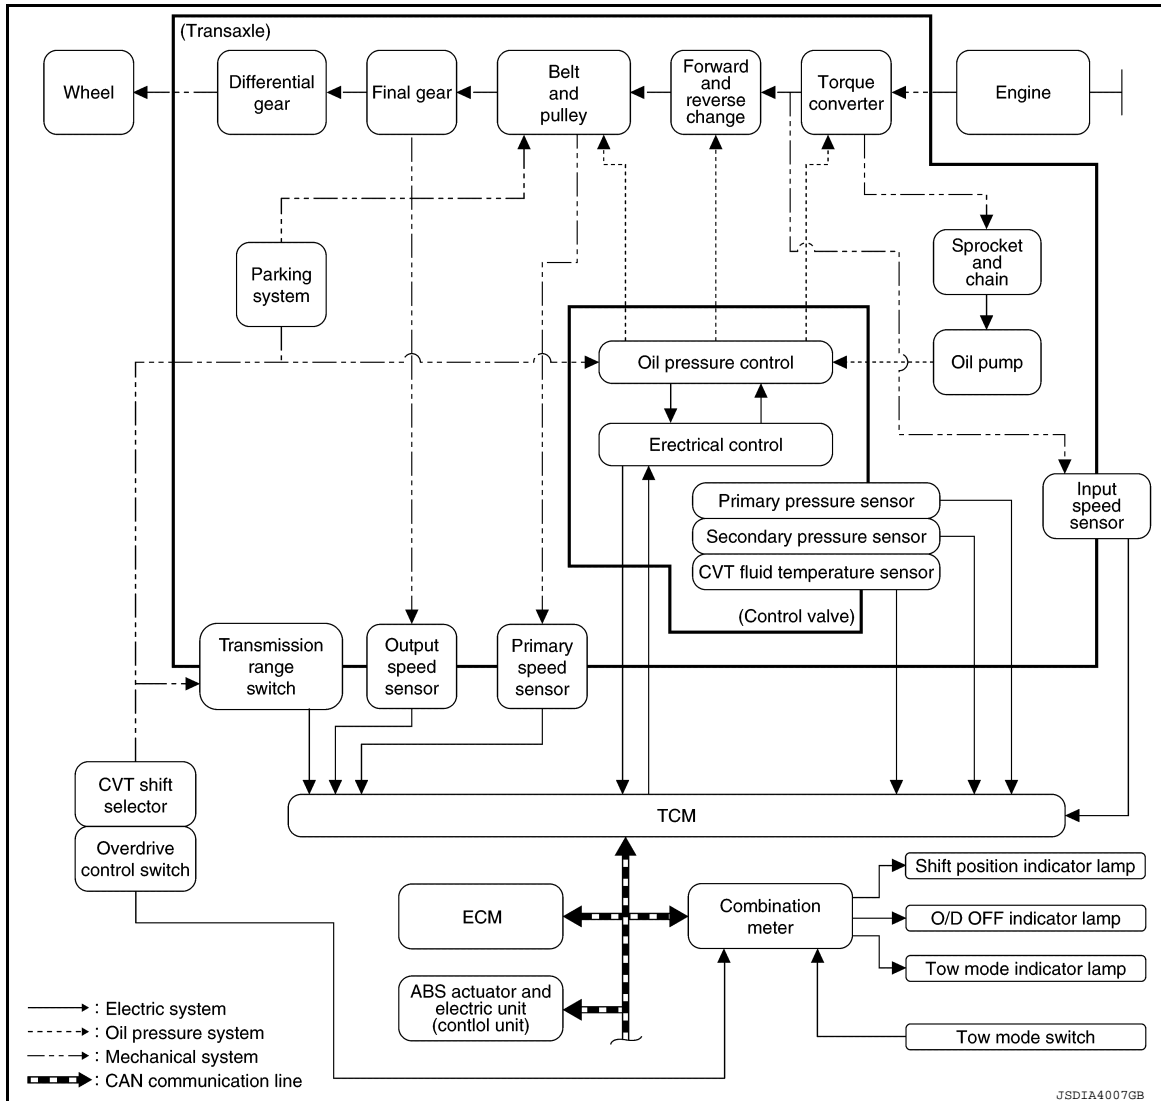 (Transaxle)
Wheel
Differential
gear
Final gear
Belt
and
pulley
Forward
and
reverse
change
Torque
converter
Engine
Parking
system
Sprocket
and
chain
Oil pressure control
Oil pump
Erectrical control
Primary pressure sensor
Secondary pressure sensor
CVT fluid temperature sensor
(Control valve)
Input
speed
sensor
Transmission
range
switch
Output
speed
sensor
Primary
speed
sensor
CVT shift
selector
Overdrive
control switch
TCM
ECM
Combination
meter
Shift position indicator lamp
O/D OFF indicator lamp
Tow mode indicator lamp
Tow mode switch
ABS actuator and
electric unit
(contlol unit)
: Electric system
: Oil pressure system
: Mechanical system
: CAN communication line
JSDIA4007GB